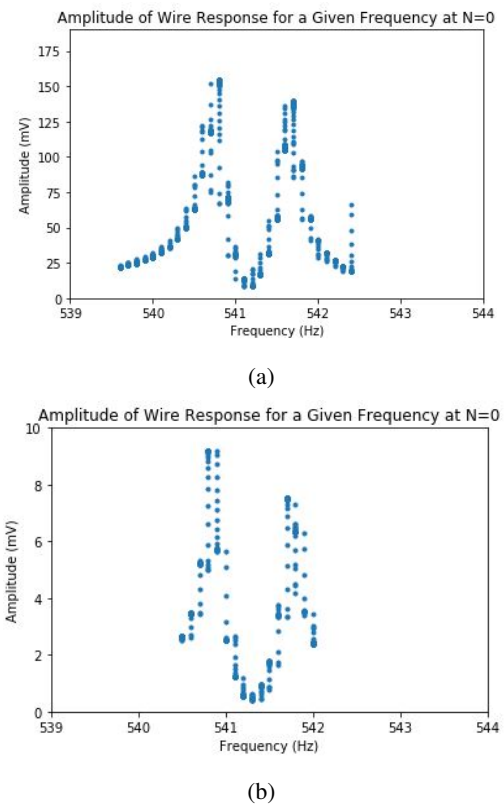 Amplitude of Wire Response for a Given Frequency at N=0
175
150
125
100
75
50
25
0
Amplitude (mV)
539 540 541 542 543 544
Frequency (Hz)
(a)
Amplitude of Wire Response for a Given Frequency at N=0
10
8
6
4
2
0
Amplitude (mV)
539 540 541 542 543 544
Frequency (Hz)
(b)